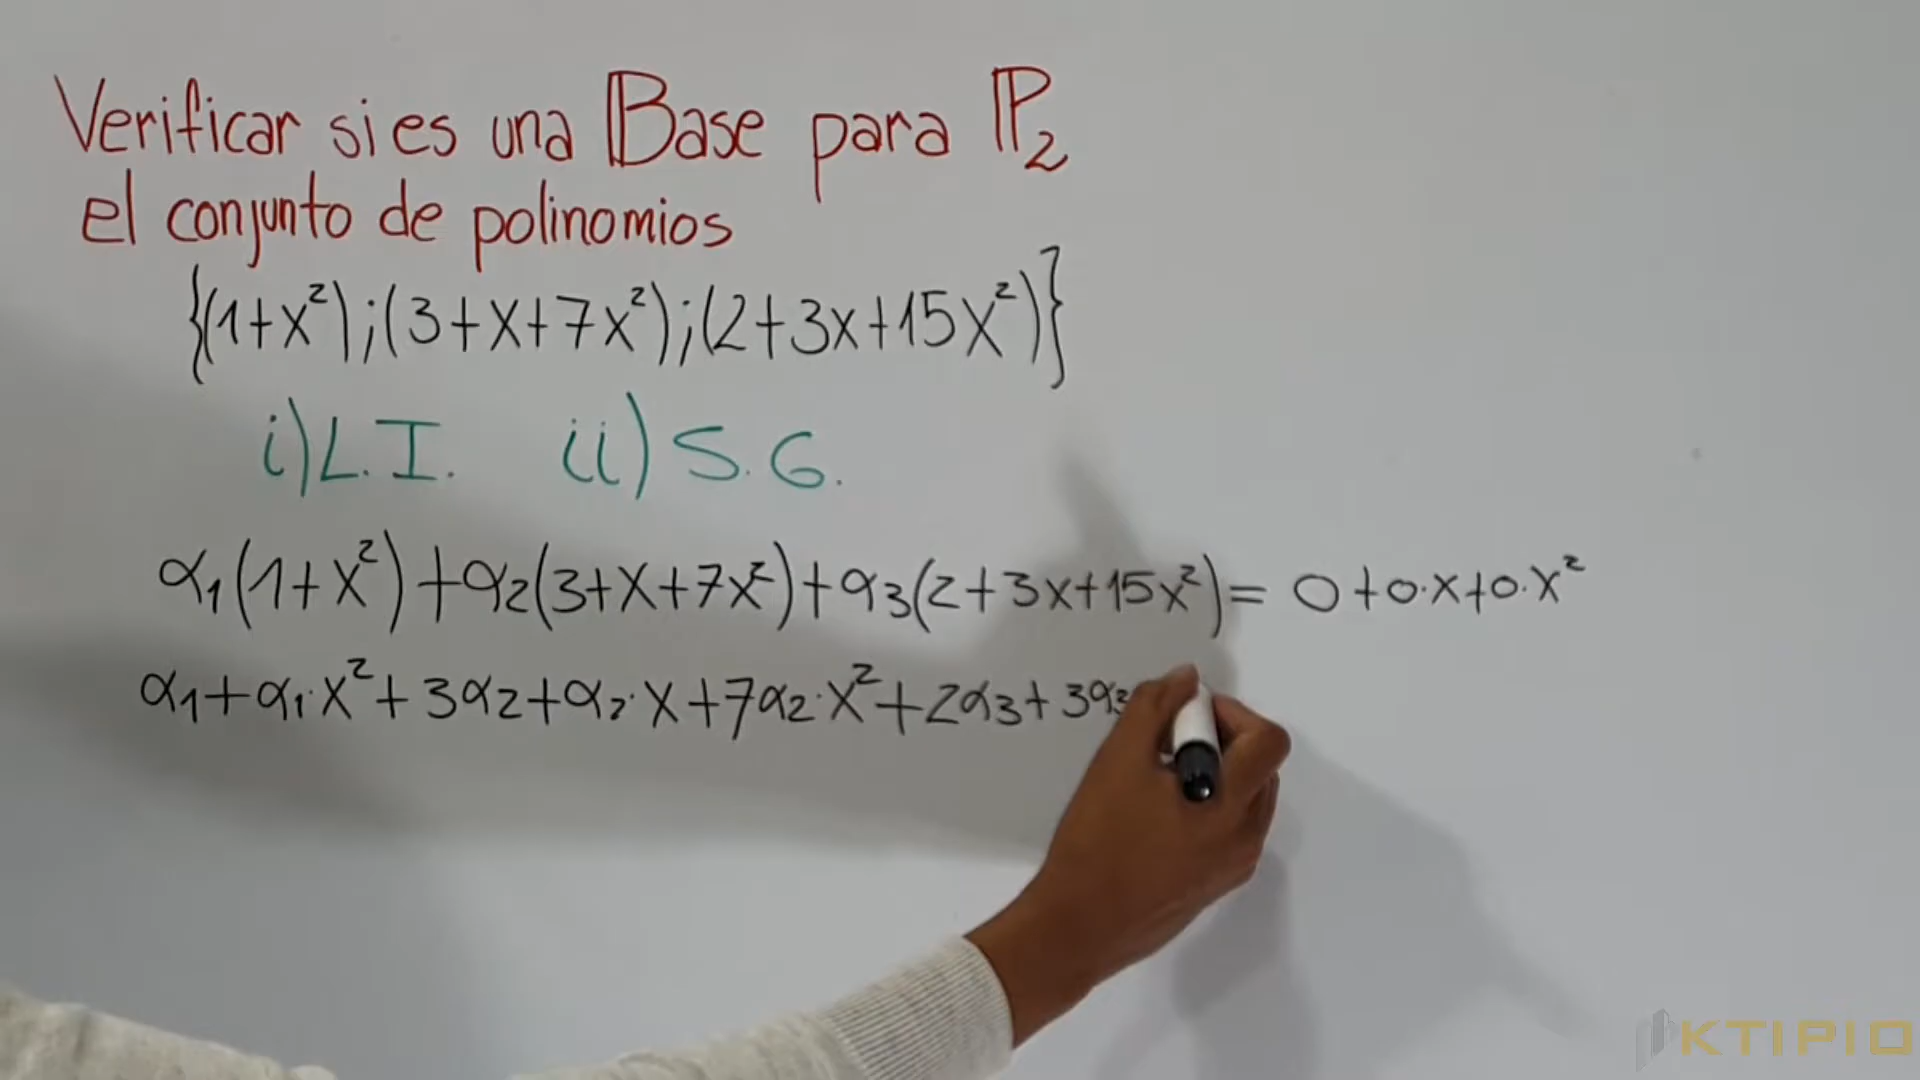 Verificar si es una Base para ℙ₂
el conjunto de polinomios
{(1+x²);(3+x+7x²);(2+3x+15x²)}
i) L.I. ii) S.G.
α₁(1+x²)+α₂(3+x+7x²)+α₃(2+3x+15x²)= 0+0·x+0·x²
α₁+α₁·x²+3α₂+α₂·x+7α₂·x²+2α₃+3α₃
KTIPIO